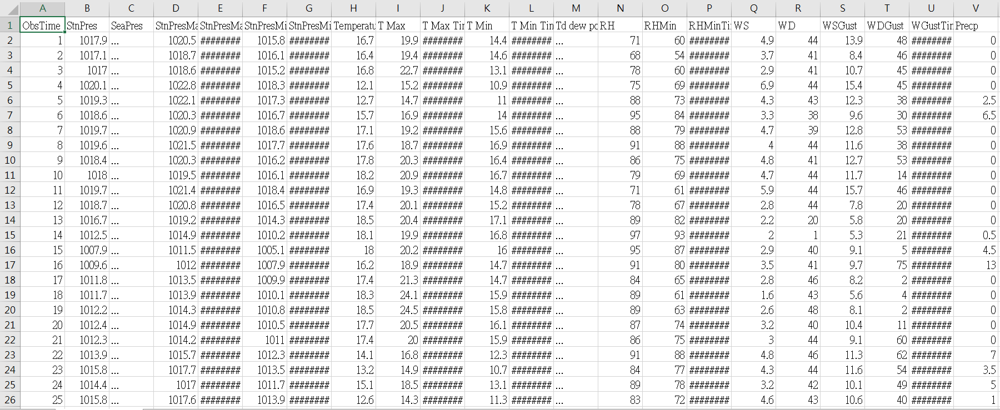 A B C D E F G H I J K L M N O P Q R S T U V
1 ObsTime StnPres SeaPres StnPresMa StnPresMa StnPresMi StnPresMi Temperatu T Max T Max Tin T Min T Min Tin Td dew po RH RHMin RHMinTi WS WD WSGust WDGust WGustTir Precp
2 1 1017.9 ... 1020.5 ######## 1015.8 ######## 16.7 19.9 ######## 14.4 ######## ... 71 60 ######## 4.9 44 13.9 48 ######## 0
3 2 1017.1 ... 1018.7 ######## 1016.1 ######## 16.4 19.4 ######## 14.6 ######## ... 68 54 ######## 3.7 41 8.4 46 ######## 0
4 3 1017 ... 1018.6 ######## 1015.2 ######## 16.8 22.7 ######## 13.1 ######## ... 78 60 ######## 2.9 41 10.7 45 ######## 0
5 4 1020.1 ... 1022.8 ######## 1018.3 ######## 12.1 15.2 ######## 10.9 ######## ... 75 69 ######## 6.9 44 15.4 45 ######## 0
6 5 1019.3 ... 1022.1 ######## 1017.3 ######## 12.7 14.7 ######## 11 ######## ... 88 73 ######## 4.3 43 12.3 38 ######## 2.5
7 6 1018.6 ... 1020.3 ######## 1016.7 ######## 15.7 16.9 ######## 14 ######## ... 95 84 ######## 3.3 38 9.6 30 ######## 6.5
8 7 1019.7 ... 1020.9 ######## 1018.6 ######## 17.1 19.2 ######## 15.6 ######## ... 88 79 ######## 4.7 39 12.8 53 ######## 0
9 8 1019.6 ... 1021.5 ######## 1017.7 ######## 17.6 18.7 ######## 16.9 ######## ... 91 88 ######## 4 44 11.6 38 ######## 0
10 9 1018.4 ... 1020.3 ######## 1016.2 ######## 17.8 20.3 ######## 16.4 ######## ... 86 75 ######## 4.8 41 12.7 53 ######## 0
11 10 1018 ... 1019.5 ######## 1016.1 ######## 18.2 20.9 ######## 16.7 ######## ... 79 69 ######## 4.7 44 11.7 14 ######## 0
12 11 1019.7 ... 1021.4 ######## 1018.4 ######## 16.9 19.3 ######## 14.8 ######## ... 71 61 ######## 5.9 44 15.7 46 ######## 0
13 12 1018.7 ... 1020.8 ######## 1016.5 ######## 17.4 20.1 ######## 15.2 ######## ... 78 67 ######## 2.8 44 7.8 20 ######## 0
14 13 1016.7 ... 1019.2 ######## 1014.3 ######## 18.5 20.4 ######## 17.1 ######## ... 89 82 ######## 2.2 20 5.8 20 ######## 0
15 14 1012.5 ... 1014.9 ######## 1010.2 ######## 18.1 19.9 ######## 16.8 ######## ... 97 93 ######## 2 1 5.3 21 ######## 0.5
16 15 1007.9 ... 1011.5 ######## 1005.1 ######## 18 20.2 ######## 16 ######## ... 95 87 ######## 2.9 40 9.1 5 ######## 4.5
17 16 1009.6 ... 1012 ######## 1007.9 ######## 16.2 18.9 ######## 14.7 ######## ... 91 80 ######## 3.5 41 9.7 75 ######## 13
18 17 1011.8 ... 1013.5 ######## 1009.9 ######## 17.4 21.3 ######## 14.7 ######## ... 84 65 ######## 2.8 46 8.2 2 ######## 0
19 18 1011.7 ... 1013.9 ######## 1010.1 ######## 18.3 24.1 ######## 15.9 ######## ... 89 61 ######## 1.6 43 5.6 4 ######## 0
20 19 1012.2 ... 1014.3 ######## 1010.8 ######## 18.5 24.5 ######## 15.8 ######## ... 89 63 ######## 2.6 48 8.1 2 ######## 0
21 20 1012.4 ... 1014.9 ######## 1010.5 ######## 17.7 20.5 ######## 16.1 ######## ... 87 74 ######## 3.2 40 10.4 11 ######## 0
22 21 1012.3 ... 1014.2 ######## 1011 ######## 17.4 20 ######## 15.9 ######## ... 86 75 ######## 3 44 9.1 60 ######## 0
23 22 1013.9 ... 1015.7 ######## 1012.3 ######## 14.1 16.8 ######## 12.3 ######## ... 91 88 ######## 4.8 46 11.3 62 ######## 7
24 23 1015.8 ... 1017.7 ######## 1013.5 ######## 13.2 14.9 ######## 10.7 ######## ... 84 77 ######## 4.3 44 11.6 54 ######## 3.5
25 24 1014.4 ... 1017 ######## 1011.7 ######## 15.1 18.5 ######## 13.1 ######## ... 89 78 ######## 3.2 42 10.1 49 ######## 5
26 25 1015.8 ... 1017.6 ######## 1013.9 ######## 12.6 14.3 ######## 11.3 ######## ... 83 72 ######## 4.6 43 10.6 40 ######## 1